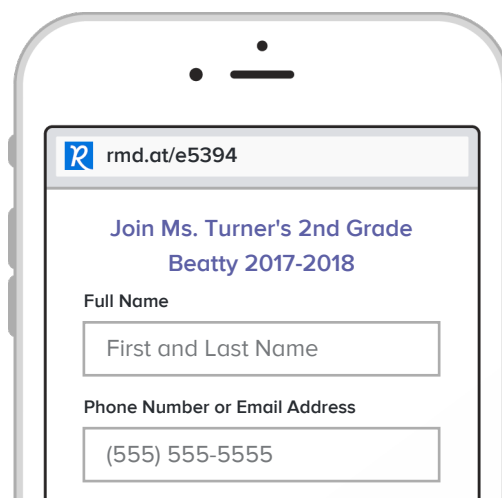 rmd.at/e5394
Join Ms. Turner's 2nd Grade
Beatty 2017-2018
Full Name
First and Last Name
Phone Number or Email Address
(555) 555-5555